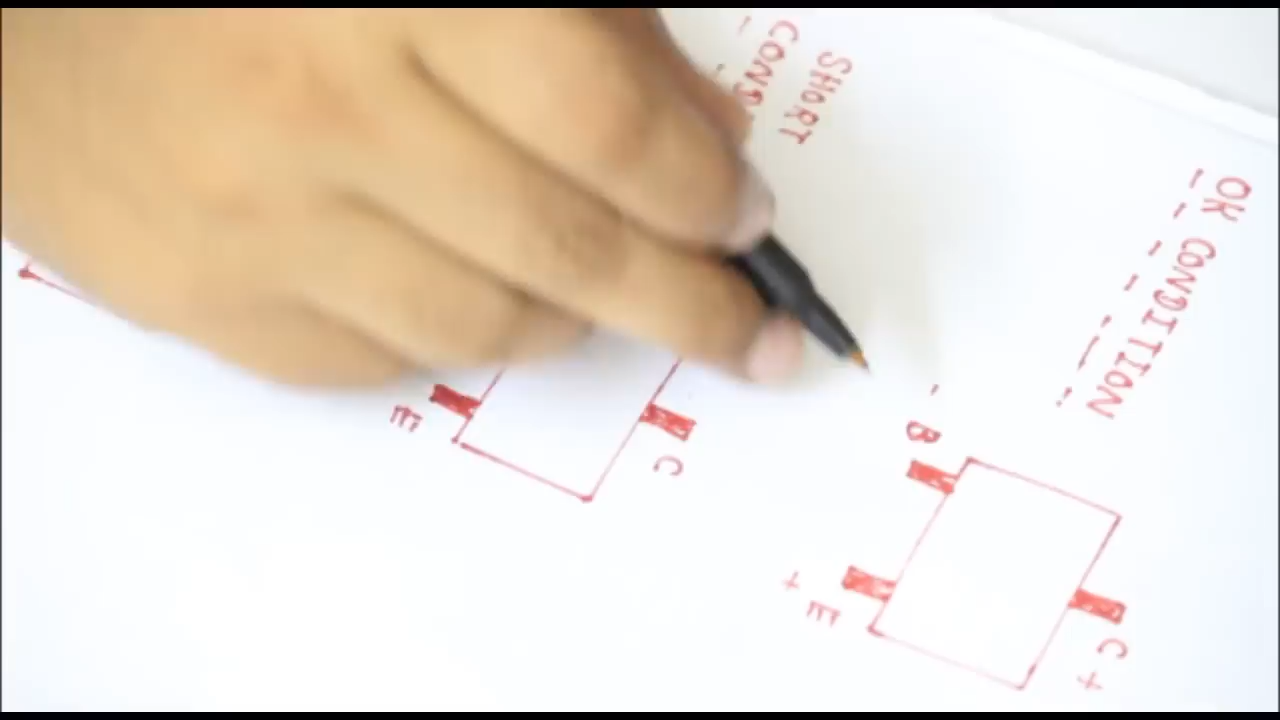 OK CONDITION
SHORT
- B
+ E
C +
E
C